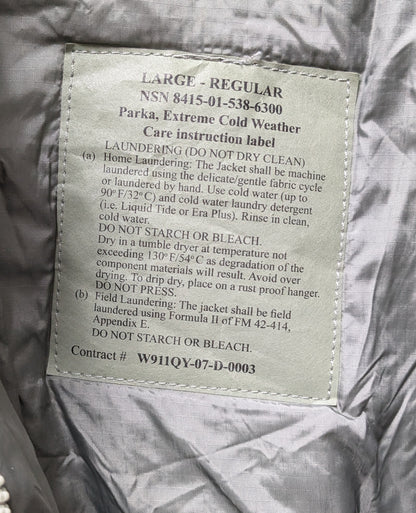 LARGE - REGULAR
NSN 8415-01-538-6300
Parka, Extreme Cold Weather
Care instruction label
LAUNDERING (DO NOT DRY CLEAN)
(a) Home Laundering: The Jacket shall be machine
laundered using the delicate/gentle fabric cycle
or laundered by hand. Use cold water (up to
90°F/32°C) and cold water laundry detergent
(i.e. Liquid Tide or Era Plus). Rinse in clean,
cold water.
DO NOT STARCH OR BLEACH.
Dry in a tumble dryer at temperature not
exceeding 130°F/54°C as degradation of the
component materials will result. Avoid over
drying. To drip dry, place on a rust proof hanger.
DO NOT PRESS.
(b) Field Laundering: The jacket shall be field
laundered using Formula II of FM 42-414,
Appendix E.
DO NOT STARCH OR BLEACH.
Contract # W911QY-07-D-0003